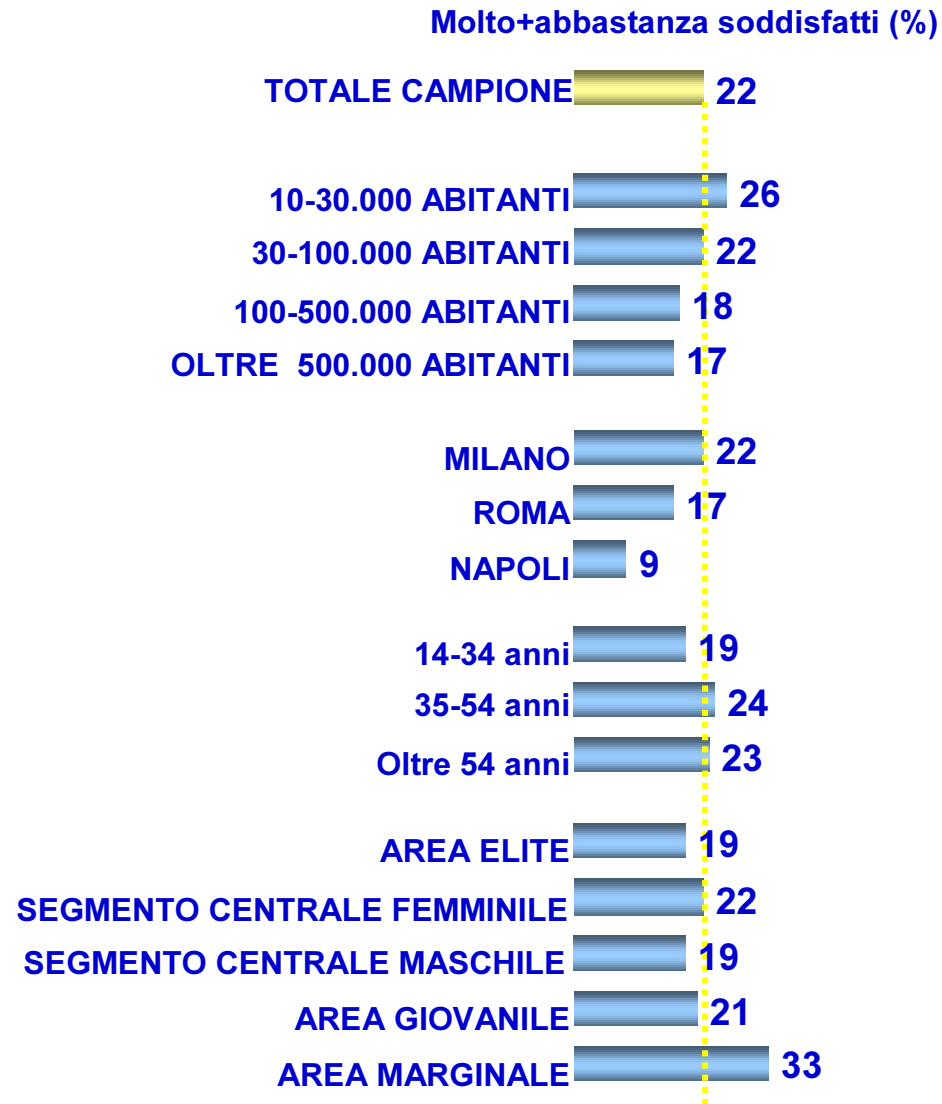 Molto+abbastanza soddisfatti (%)
TOTALE CAMPIONE 22
10-30.000 ABITANTI 26
30-100.000 ABITANTI 22
100-500.000 ABITANTI 18
OLTRE 500.000 ABITANTI 17
MILANO 22
ROMA 17
NAPOLI 9
14-34 anni 19
35-54 anni 24
Oltre 54 anni 23
AREA ELITE 19
SEGMENTO CENTRALE FEMMINILE 22
SEGMENTO CENTRALE MASCHILE 19
AREA GIOVANILE 21
AREA MARGINALE 33